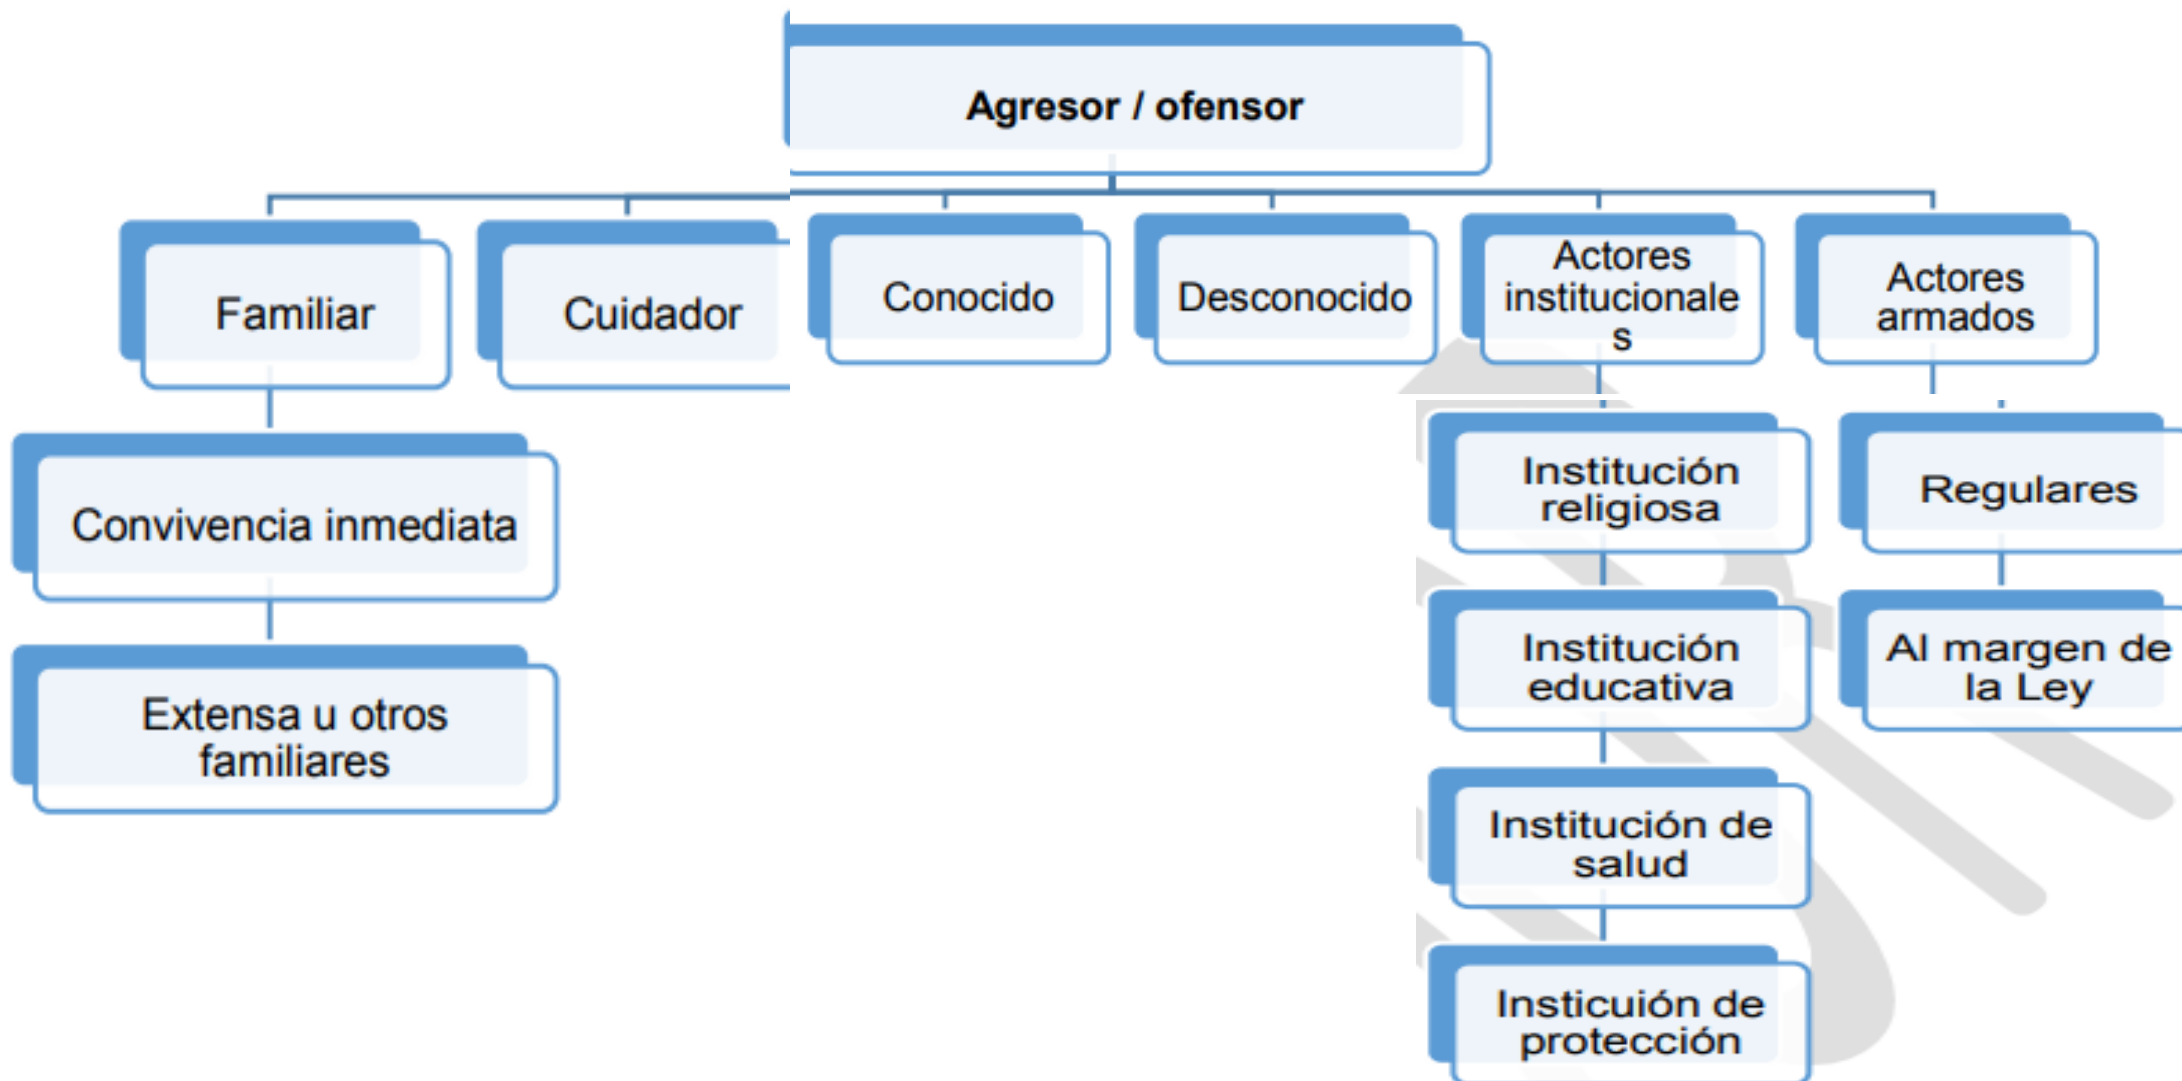 Agresor / ofensor
Familiar
Cuidador
Conocido
Desconocido
Actores
institucionale
s
Actores
armados
Convivencia inmediata
Extensa u otros
familiares
Institución
religiosa
Institución
educativa
Institución de
salud
Insticuión de
protección
Regulares
Al margen de
la Ley